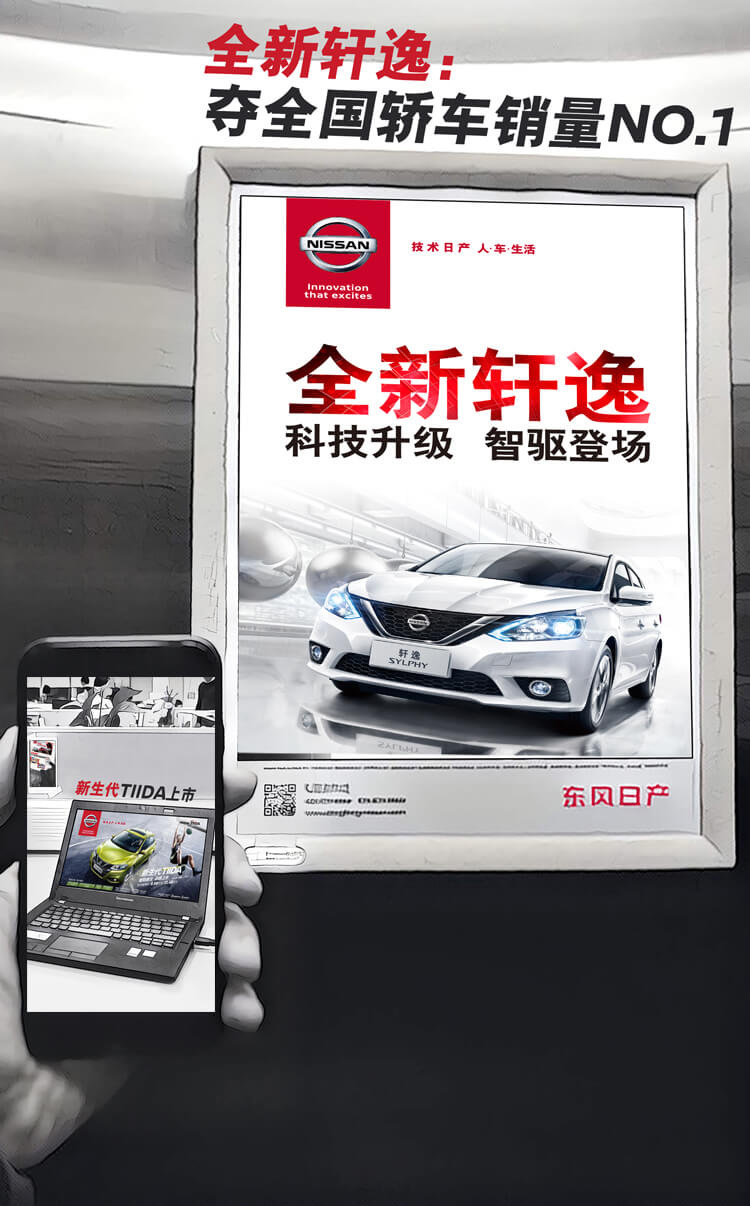 全新轩逸：
夺全国轿车销量NO.1
NISSAN
Innovation
that excites
技术日产 人·车·生活
全新轩逸
科技升级 智驱登场
NISSAN
轩逸
SYLPHY
东风日产
新生代TIIDA上市
新生代TIIDA